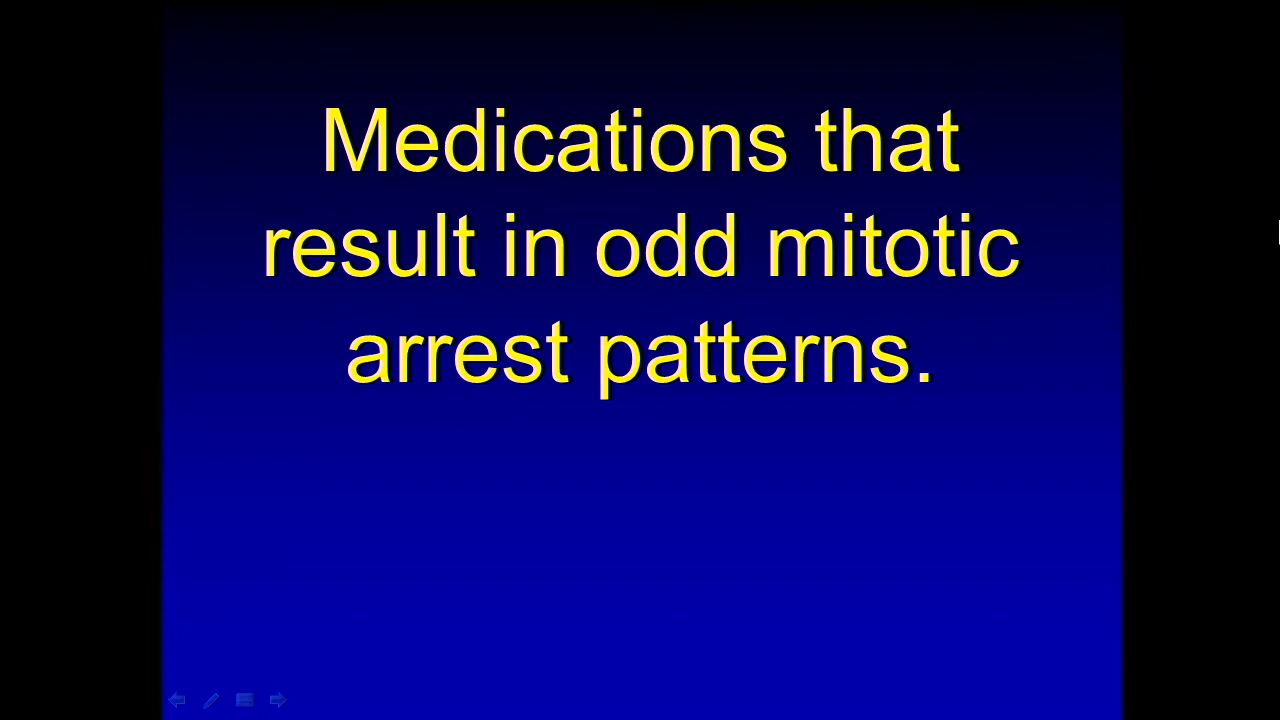 Medications that
result in odd mitotic
arrest patterns.